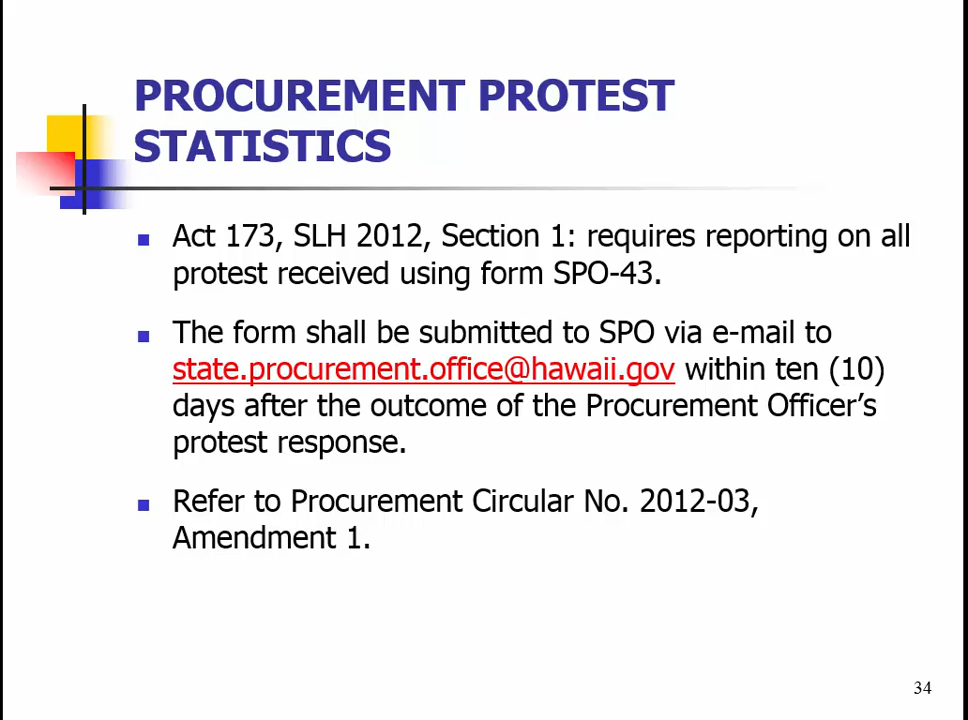 PROCUREMENT PROTEST
STATISTICS
Act 173, SLH 2012, Section 1: requires reporting on all
protest received using form SPO-43.
The form shall be submitted to SPO via e-mail to
state.procurement.office@hawaii.gov within ten (10)
days after the outcome of the Procurement Officer’s
protest response.
Refer to Procurement Circular No. 2012-03,
Amendment 1.
34